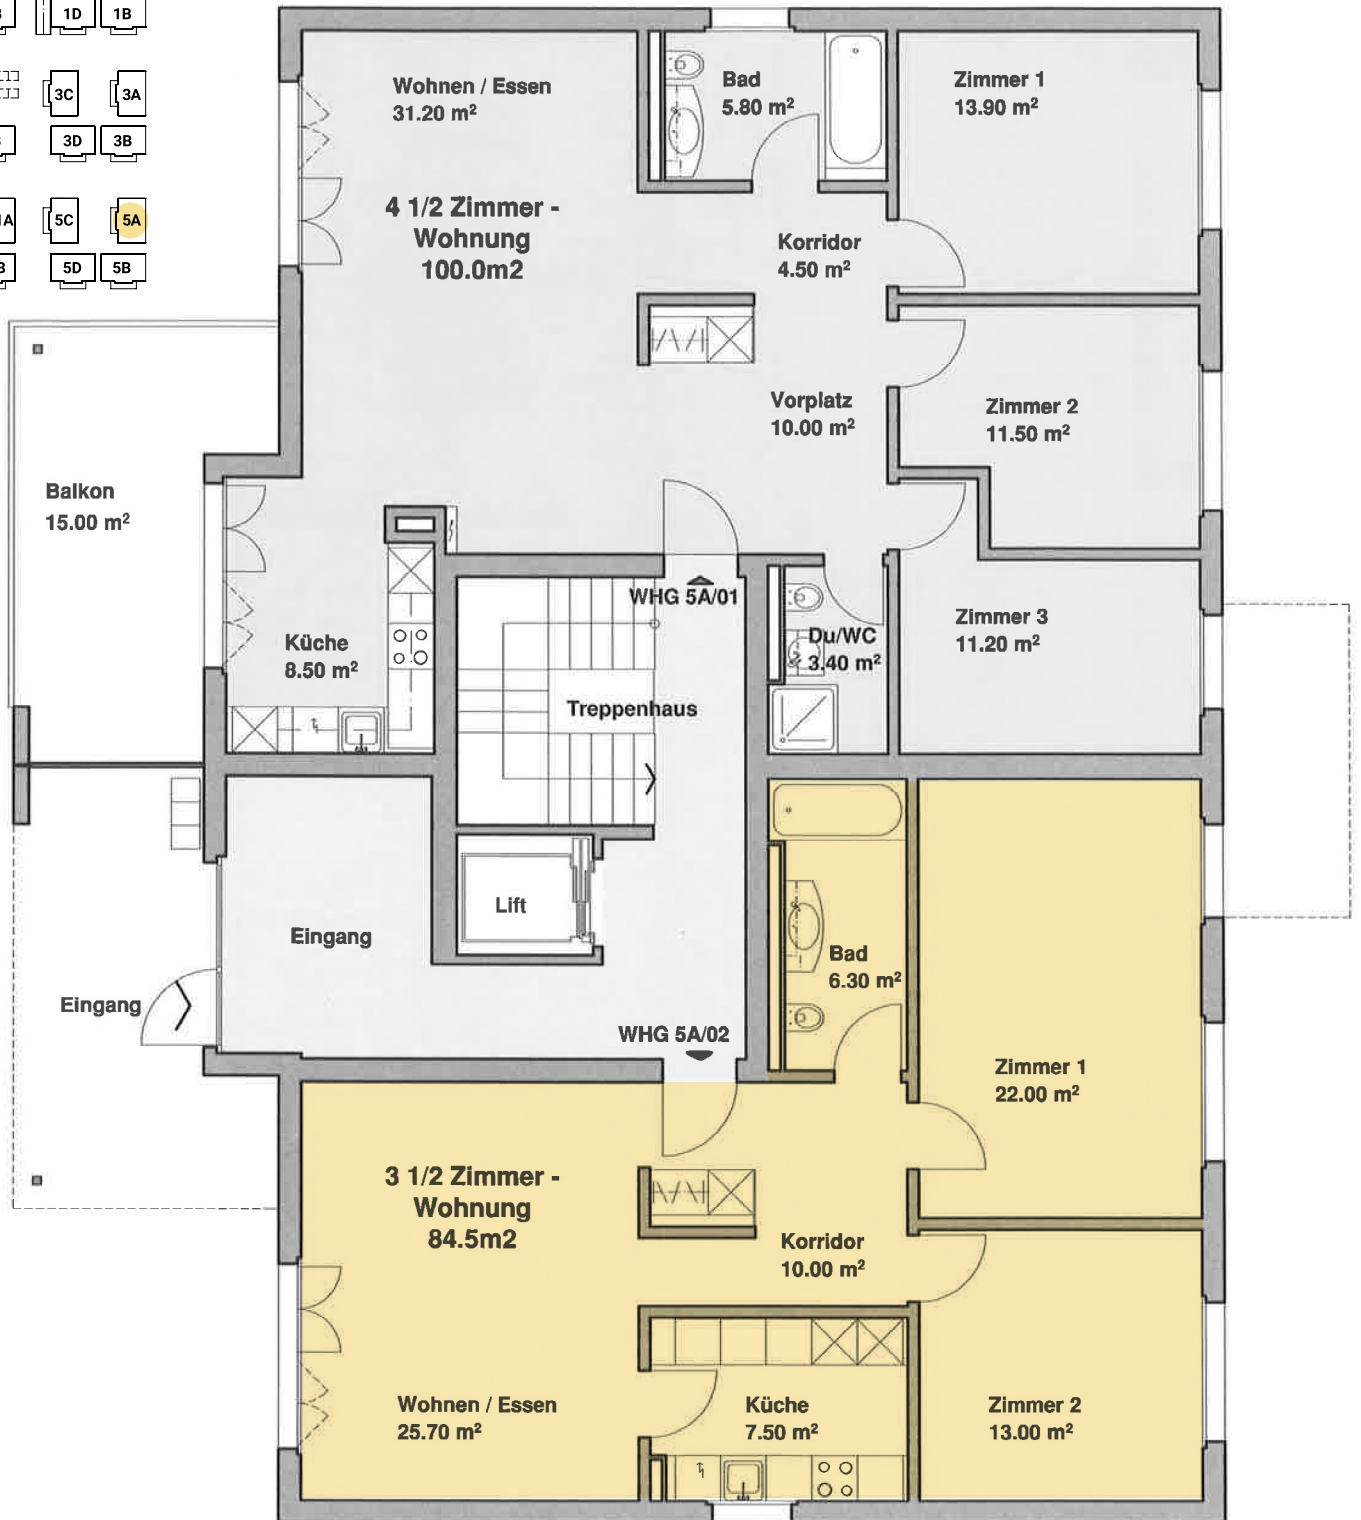 1D 1B
3C 3A
3D 3B
5C 5A
5D 5B
Wohnen / Essen
31.20 m²
Bad
5.80 m²
Zimmer 1
13.90 m²
4 1/2 Zimmer -
Wohnung
100.0m2
Korridor
4.50 m²
Vorplatz
10.00 m²
Zimmer 2
11.50 m²
Balkon
15.00 m²
WHG 5A/01
Küche
8.50 m²
Du/WC
3.40 m²
Zimmer 3
11.20 m²
Treppenhaus
Lift
Eingang
Eingang
Bad
6.30 m²
WHG 5A/02
Zimmer 1
22.00 m²
3 1/2 Zimmer -
Wohnung
84.5m2
Korridor
10.00 m²
Wohnen / Essen
25.70 m²
Küche
7.50 m²
Zimmer 2
13.00 m²